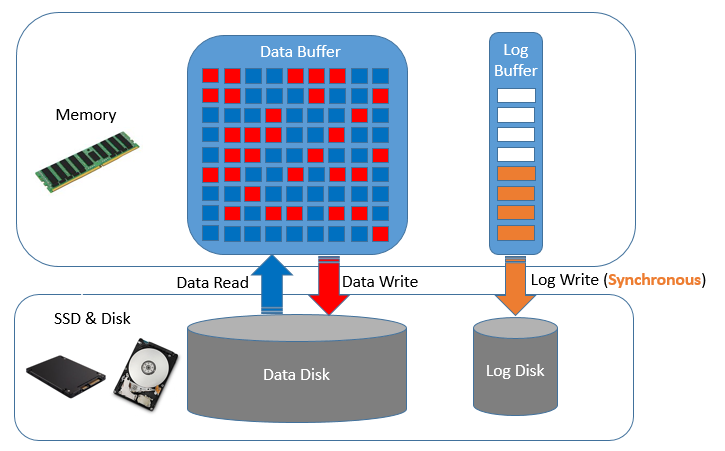 Data Buffer
Log
Buffer
Memory
Data Read
Data Write
Log Write (Synchronous)
SSD & Disk
Data Disk
Log Disk